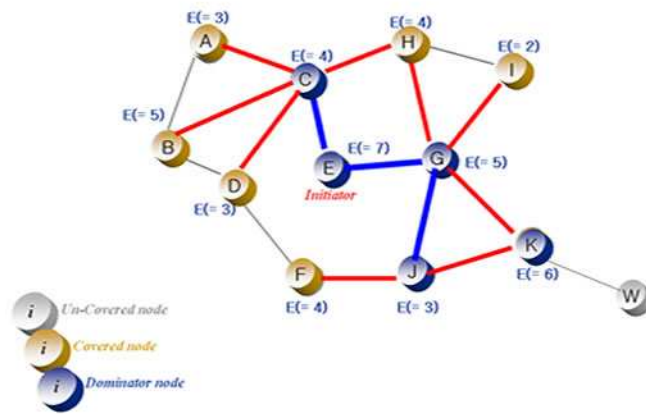 E(= 3)
A
E(= 4)
C
E(= 4)
H
E(= 2)
I
E(= 5)
B
D
E(= 3)
E(= 7)
E
Initiator
G
E(= 5)
K
E(= 6)
F
E(= 4)
J
E(= 3)
W
i Un-Covered node
i Covered node
i Dominator node